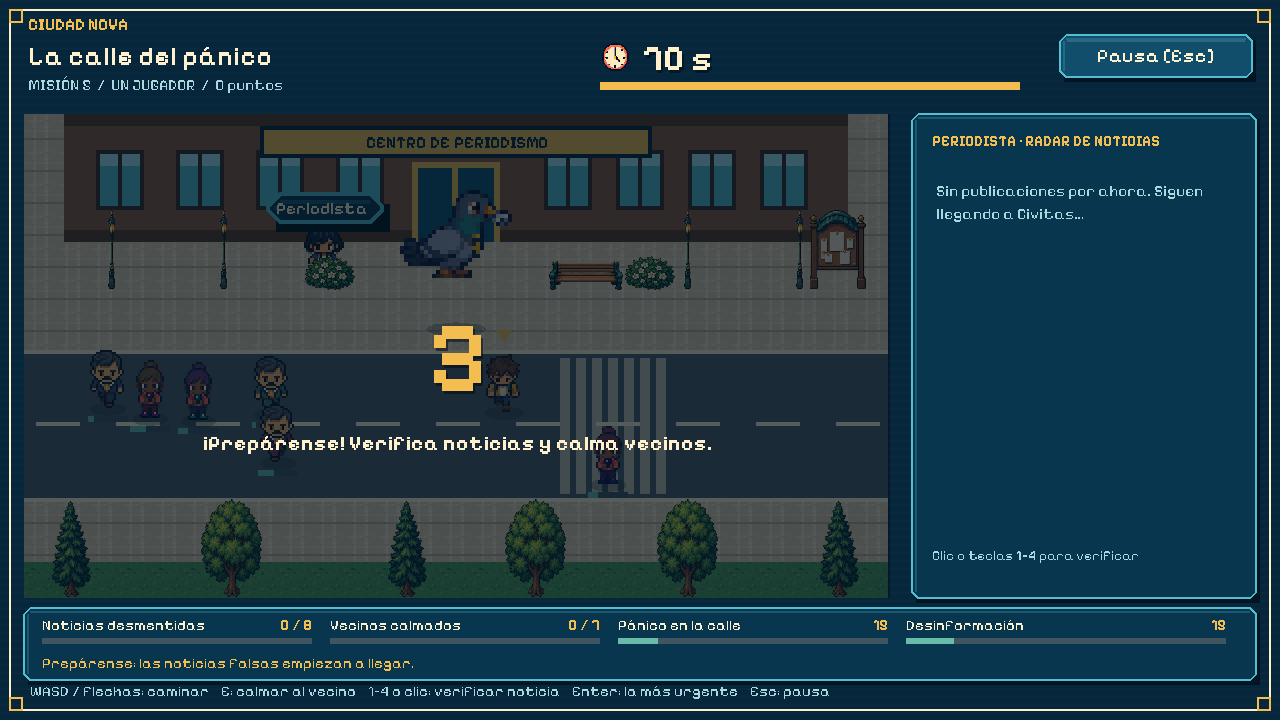 CIUDAD NOVA
La calle del pánico
MISIÓN 8 / UN JUGADOR / 0 puntos
70 s
Pausa (Esc)
CENTRO DE PERIODISMO
Periodista
3
¡Prepárense! Verifica noticias y calma vecinos.
PERIODISTA · RADAR DE NOTICIAS
Sin publicaciones por ahora. Siguen
llegando a Civitas...
Clic o teclas 1-4 para verificar
Noticias desmentidas 0 / 8
Vecinos calmados 0 / 7
Pánico en la calle 19
Desinformación 19
Prepárense: las noticias falsas empiezan a llegar.
WASD / flechas: caminar E: calmar al vecino 1-4 o clic: verificar noticia Enter: la más urgente Esc: pausa